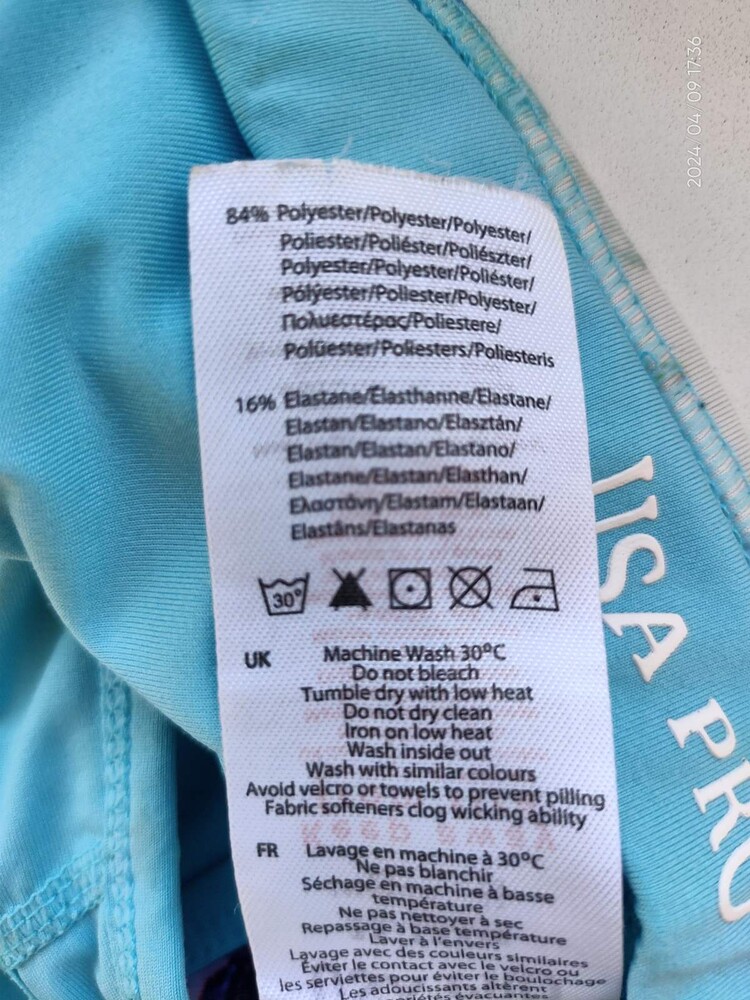 84% Polyester/Polyester/Polyester/
Poliester/Poliéster/Poliészter/
Polyester/Polyester/Poliéster/
Pólýester/Poliester/Polyester/
Πολυεστέρας/Poliestere/
Polüester/Poliesters/Poliesteris
16% Elastane/Élasthanne/Elastane/
Elastan/Elastano/Elasztán/
Elastan/Elastan/Elastano/
Elastane/Elastan/Elasthan/
Ελαστάνη/Elastam/Elastaan/
Elastāns/Elastanas
30°
UK Machine Wash 30°C
Do not bleach
Tumble dry with low heat
Do not dry clean
Iron on low heat
Wash inside out
Wash with similar colours
Avoid velcro or towels to prevent pilling
Fabric softeners clog wicking ability
FR Lavage en machine à 30°C
Ne pas blanchir
Séchage en machine à basse
température
Ne pas nettoyer à sec
Repassage à base température
Laver à l'envers
Lavage avec des couleurs similaires
Éviter le contact avec le velcro ou
les serviettes pour éviter le boulochage
Les adoucissants altèrent
USA PRO
2024/04/09 17:36